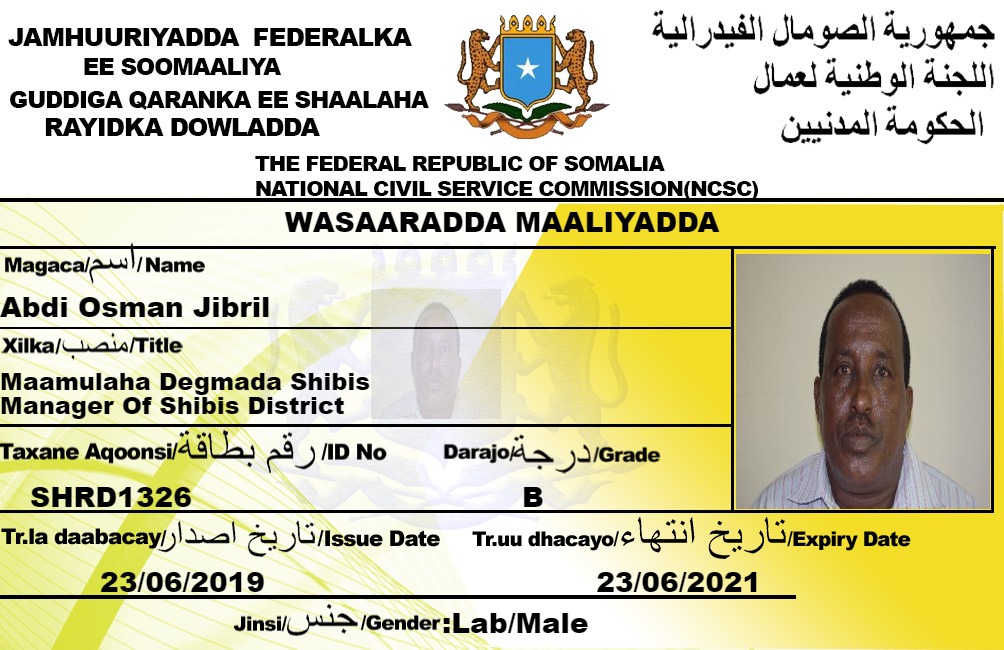 JAMHUURIYADDA FEDERALKA
EE SOOMAALIYA
GUDDIGA QARANKA EE SHAALAHA
RAYIDKA DOWLADDA
جمهورية الصومال الفيدرالية
اللجنة الوطنية لعمال
الحكومة المدنيين
THE FEDERAL REPUBLIC OF SOMALIA
NATIONAL CIVIL SERVICE COMMISSION(NCSC)
WASAARADDA MAALIYADDA
Magaca/اسم/Name
Abdi Osman Jibril
Xilka/منصب/Title
Maamulaha Degmada Shibis
Manager Of Shibis District
Taxane Aqoonsi/رقم بطاقة/ID No
Darajo/درجة/Grade
SHRD1326
B
Tr.la daabacay/تاريخ اصدار/Issue Date
Tr.uu dhacayo/تاريخ انتهاء/Expiry Date
23/06/2019
23/06/2021
Jinsi/جنس/Gender:Lab/Male